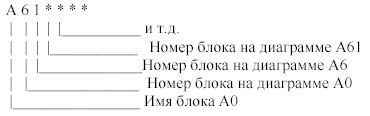 А 6 1 * * * *
и т.д.
Номер блока на диаграмме А61
Номер блока на диаграмме А6
Номер блока на диаграмме А0
Имя блока А0